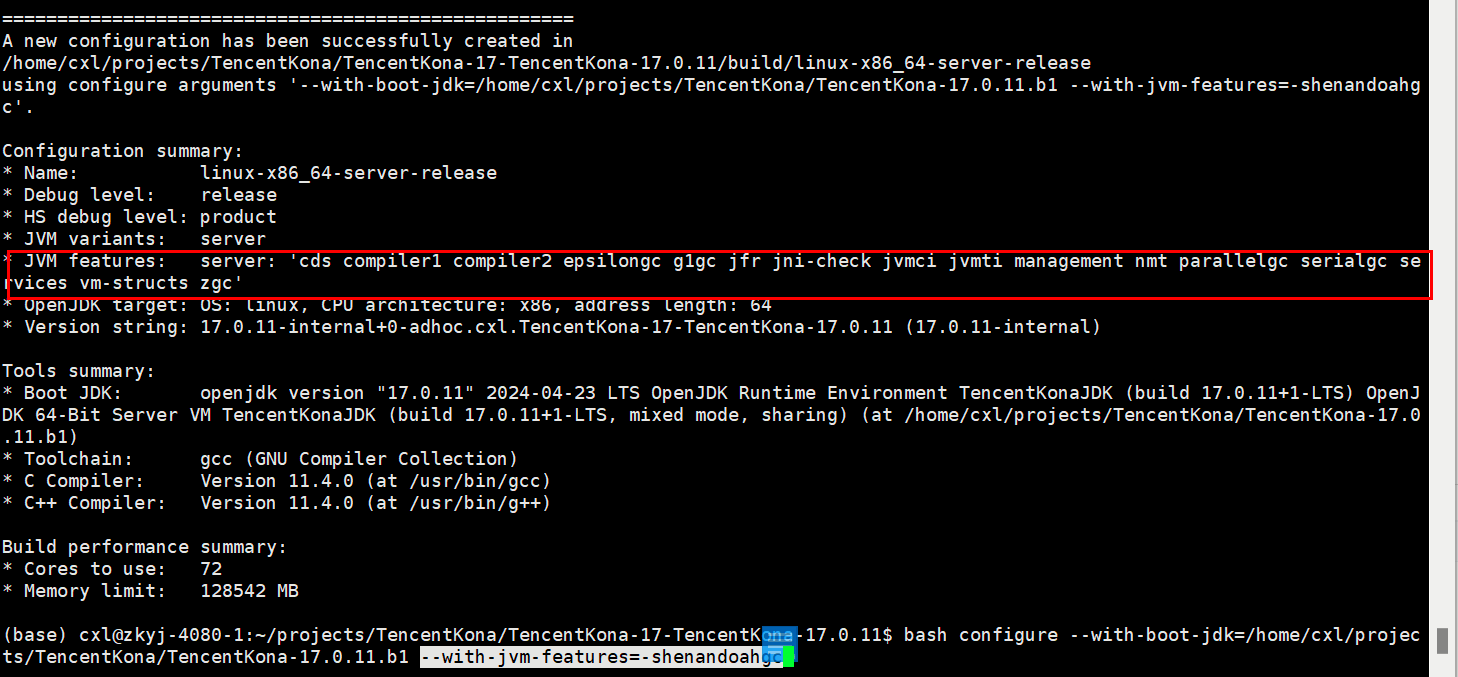 ====================================================
A new configuration has been successfully created in
/home/cxl/projects/TencentKona/TencentKona-17-TencentKona-17.0.11/build/linux-x86_64-server-release
using configure arguments '--with-boot-jdk=/home/cxl/projects/TencentKona/TencentKona-17.0.11.b1 --with-jvm-features=-shenandoahg
c'.
Configuration summary:
* Name:           linux-x86_64-server-release
* Debug level:    release
* HS debug level: product
* JVM variants:   server
* JVM features:   server: 'cds compiler1 compiler2 epsilongc g1gc jfr jni-check jvmci jvmti management nmt parallelgc serialgc se
rvices vm-structs zgc'
* OpenJDK target: OS: linux, CPU architecture: x86, address length: 64
* Version string: 17.0.11-internal+0-adhoc.cxl.TencentKona-17-TencentKona-17.0.11 (17.0.11-internal)
Tools summary:
* Boot JDK:       openjdk version "17.0.11" 2024-04-23 LTS OpenJDK Runtime Environment TencentKonaJDK (build 17.0.11+1-LTS) OpenJ
DK 64-Bit Server VM TencentKonaJDK (build 17.0.11+1-LTS, mixed mode, sharing) (at /home/cxl/projects/TencentKona/TencentKona-17.0
.11.b1)
* Toolchain:      gcc (GNU Compiler Collection)
* C Compiler:     Version 11.4.0 (at /usr/bin/gcc)
* C++ Compiler:   Version 11.4.0 (at /usr/bin/g++)
Build performance summary:
* Cores to use:   72
* Memory limit:   128542 MB
(base) cxl@zkyj-4080-1:~/projects/TencentKona/TencentKona-17-TencentKona-17.0.11$ bash configure --with-boot-jdk=/home/cxl/projec
ts/TencentKona/TencentKona-17.0.11.b1 --with-jvm-features=-shenandoahgc